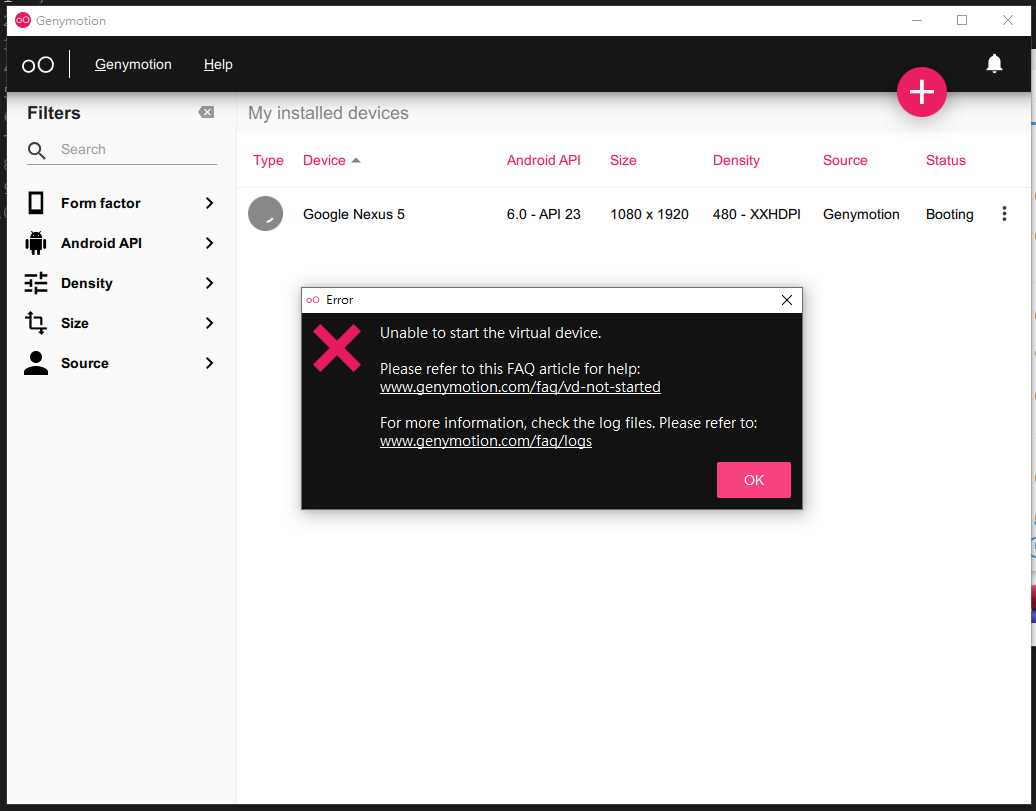 Genymotion
Genymotion Help
Filters
My installed devices
Search
Type Device Android API Size Density Source Status
Form factor
Google Nexus 5 6.0 - API 23 1080 x 1920 480 - XXHDPI Genymotion Booting
Android API
Density
Size
Source
Error
Unable to start the virtual device.
Please refer to this FAQ article for help:
www.genymotion.com/faq/vd-not-started
For more information, check the log files. Please refer to:
www.genymotion.com/faq/logs
OK